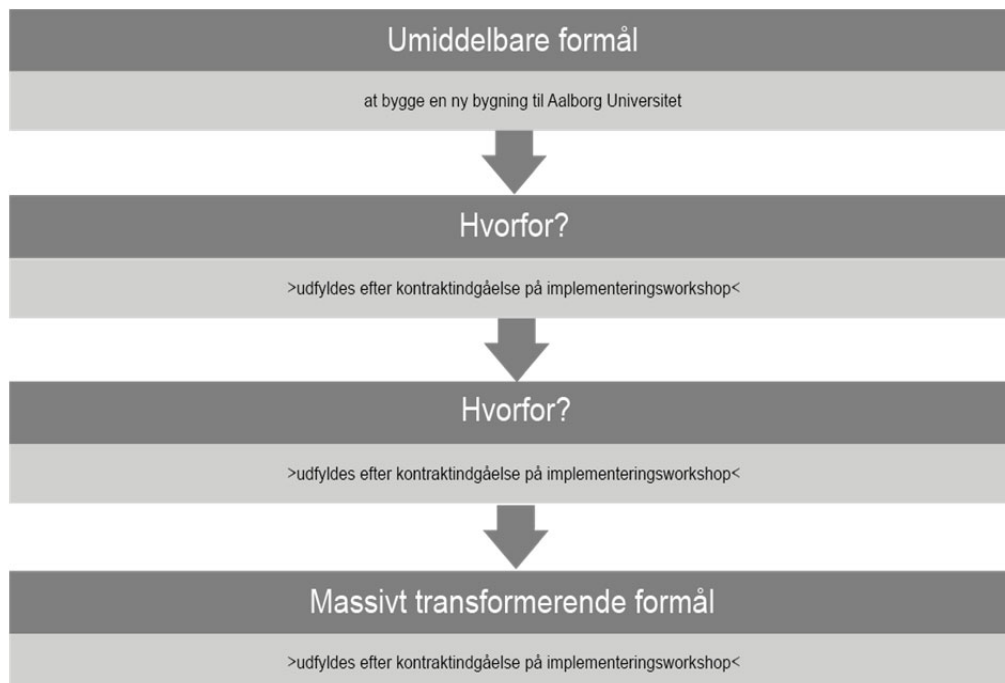 Umiddelbare formål
at bygge en ny bygning til Aalborg Universitet
Hvorfor?
>udfyldes efter kontraktindgåelse på implementeringsworkshop<
Hvorfor?
>udfyldes efter kontraktindgåelse på implementeringsworkshop<
Massivt transformerende formål
>udfyldes efter kontraktindgåelse på implementeringsworkshop<